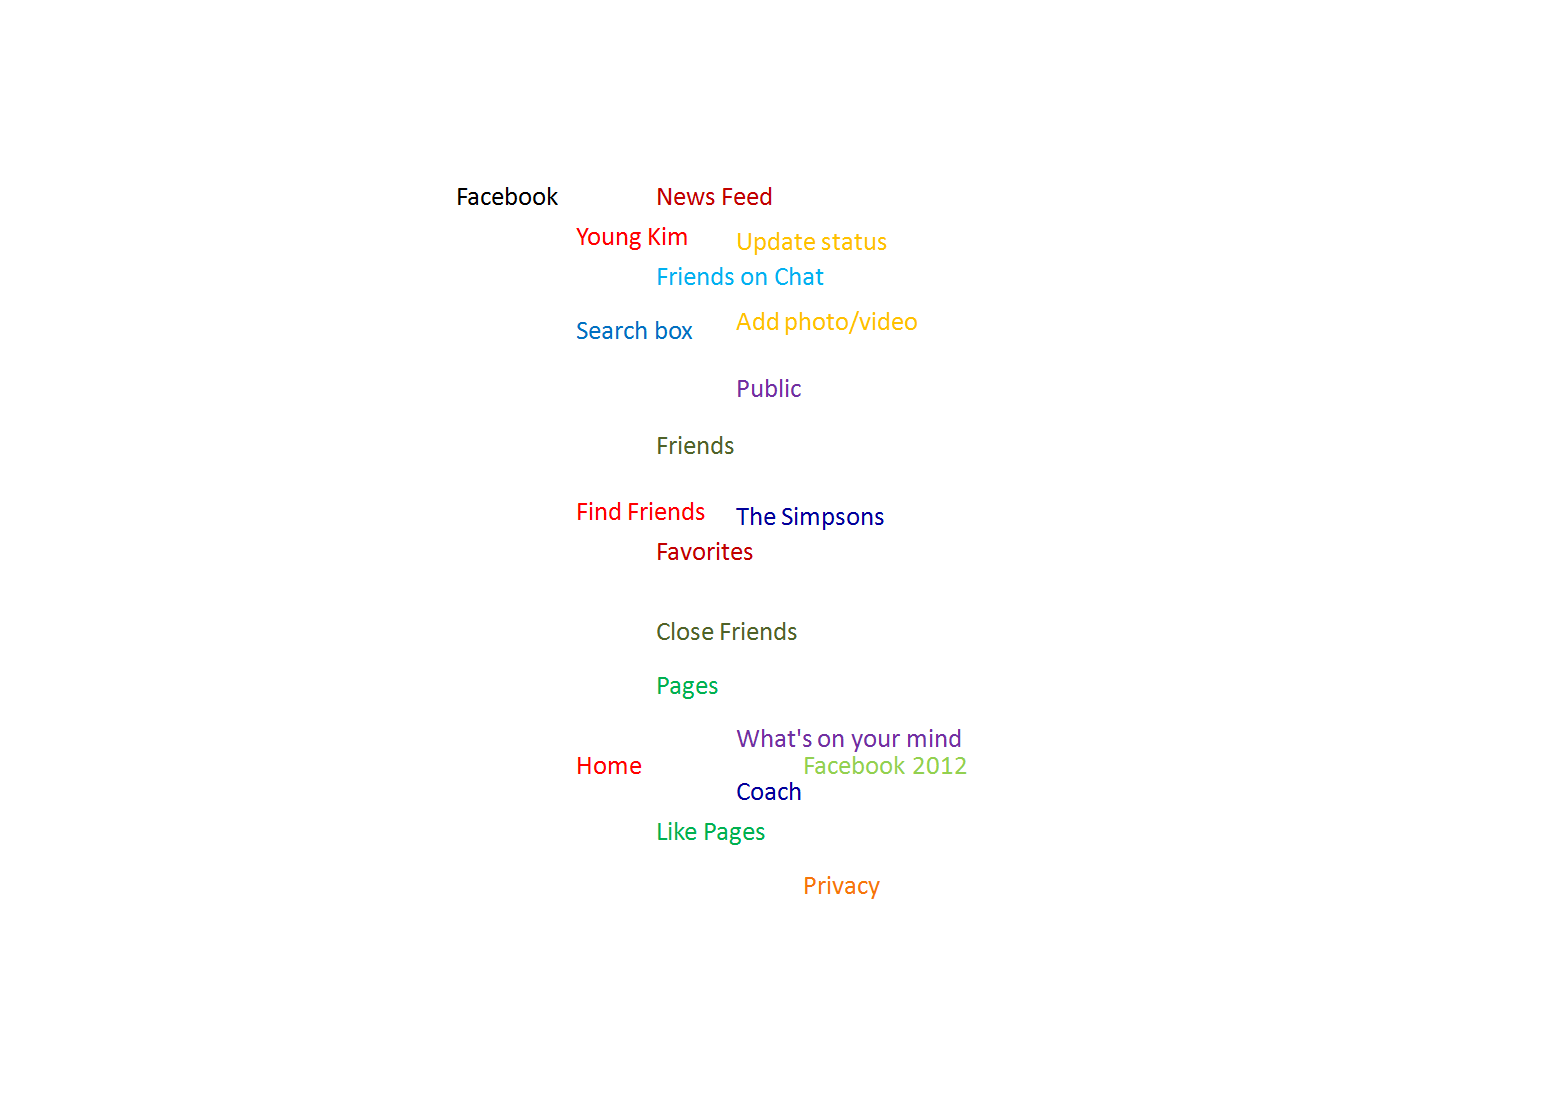 Facebook
News Feed
Young Kim
Update status
Friends on Chat
Add photo/video
Search box
Public
Friends
Find Friends
The Simpsons
Favorites
Close Friends
Pages
What's on your mind
Home
Facebook 2012
Coach
Like Pages
Privacy